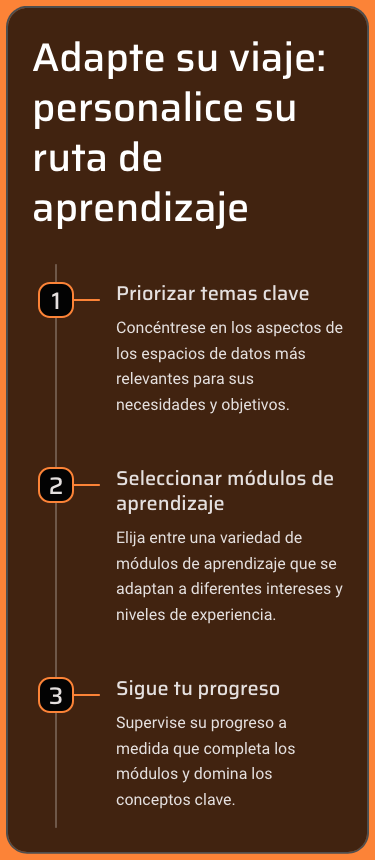 Adapte su viaje:
personalice su
ruta de
aprendizaje
1
Priorizar temas clave
Concéntrese en los aspectos de
los espacios de datos más
relevantes para sus
necesidades y objetivos.
2
Seleccionar módulos de
aprendizaje
Elija entre una variedad de
módulos de aprendizaje que se
adaptan a diferentes intereses y
niveles de experiencia.
3
Sigue tu progreso
Supervise su progreso a
medida que completa los
módulos y domina los
conceptos clave.